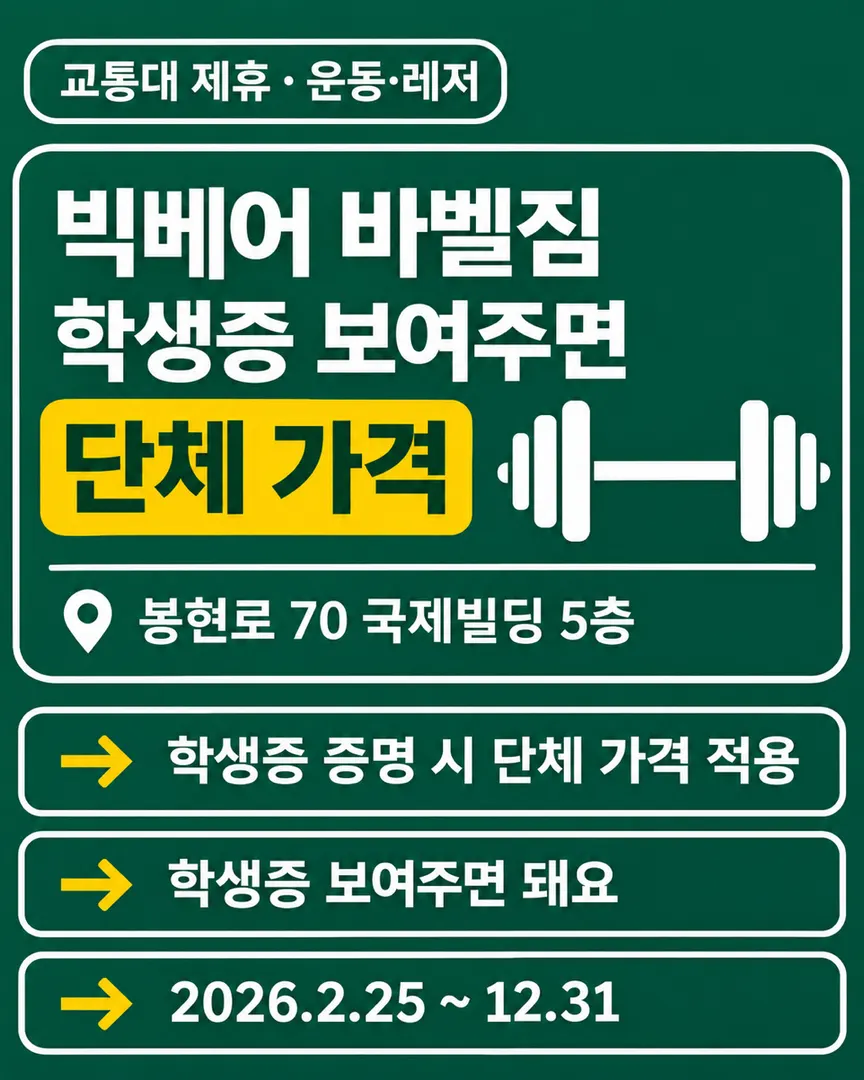 교통대 제휴 · 운동·레저
빅베어 바벨짐
학생증 보여주면
단체 가격
봉현로 70 국제빌딩 5층
학생증 증명 시 단체 가격 적용
학생증 보여주면 돼요
2026.2.25 ~ 12.31